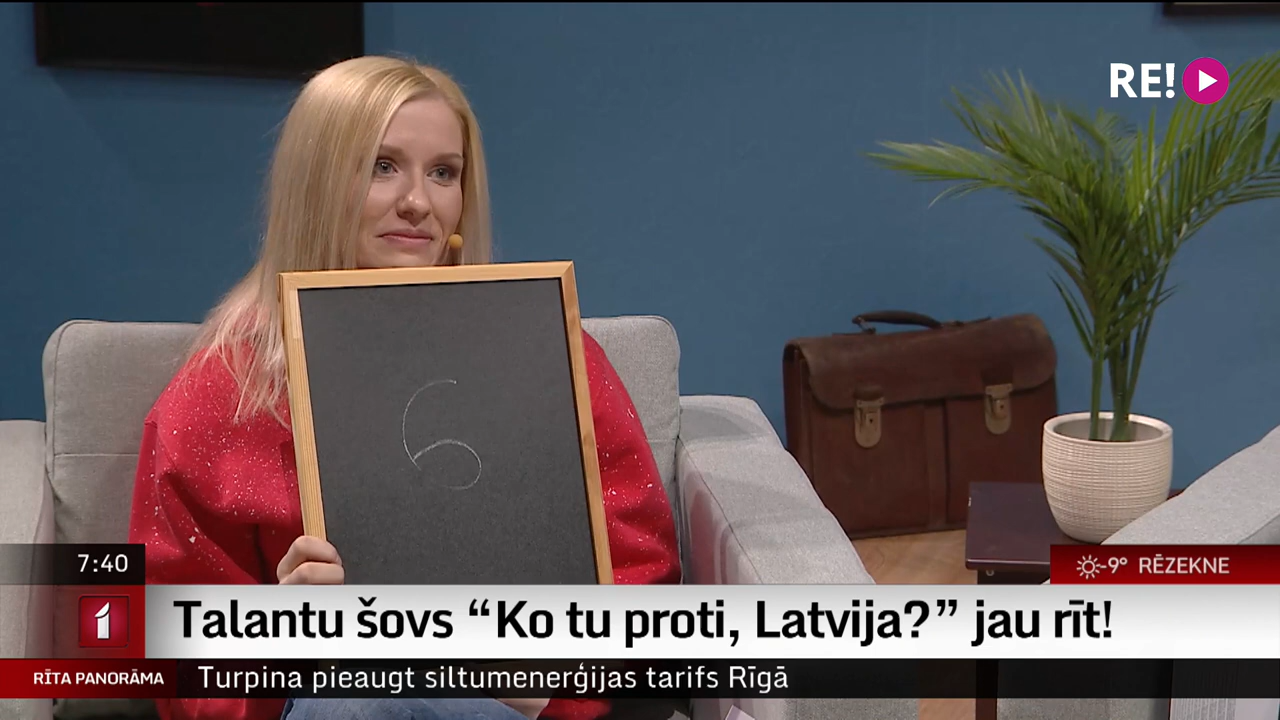 RE!
6
7:40
-9° RĒZEKNE
1
Talantu šovs “Ko tu proti, Latvija?” jau rīt!
RĪTA PANORĀMA Turpina pieaugt siltumenerģijas tarifs Rīgā